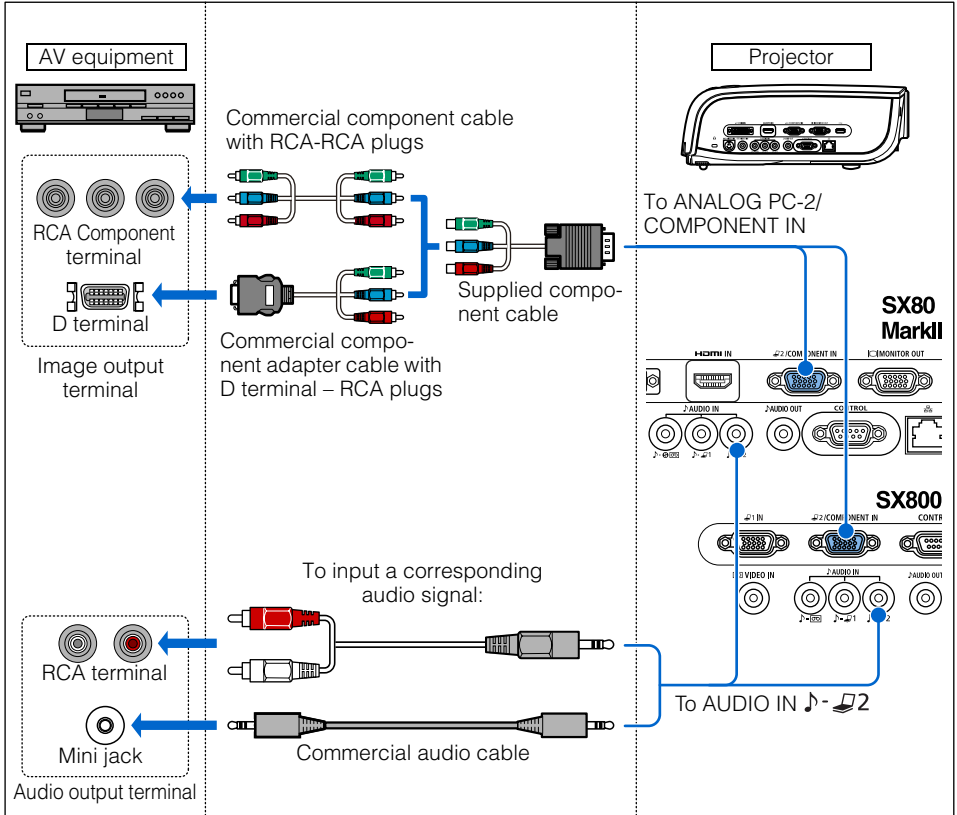 AV equipment
Projector
Commercial component cable
with RCA-RCA plugs
RCA Component
terminal
D terminal
Image output
terminal
Commercial compo-
nent adapter cable with
D terminal – RCA plugs
Supplied compo-
nent cable
To ANALOG PC-2/
COMPONENT IN
SX80
MarkII
HDMI IN
2/COMPONENT IN
MONITOR OUT
♪AUDIO IN
♪AUDIO OUT
CONTROL
SX800
1 IN
2/COMPONENT IN
CONTR
VIDEO IN
♪AUDIO IN
♪AUDIO OUT
To input a corresponding
audio signal:
RCA terminal
Mini jack
Audio output terminal
Commercial audio cable
To AUDIO IN ♪-2